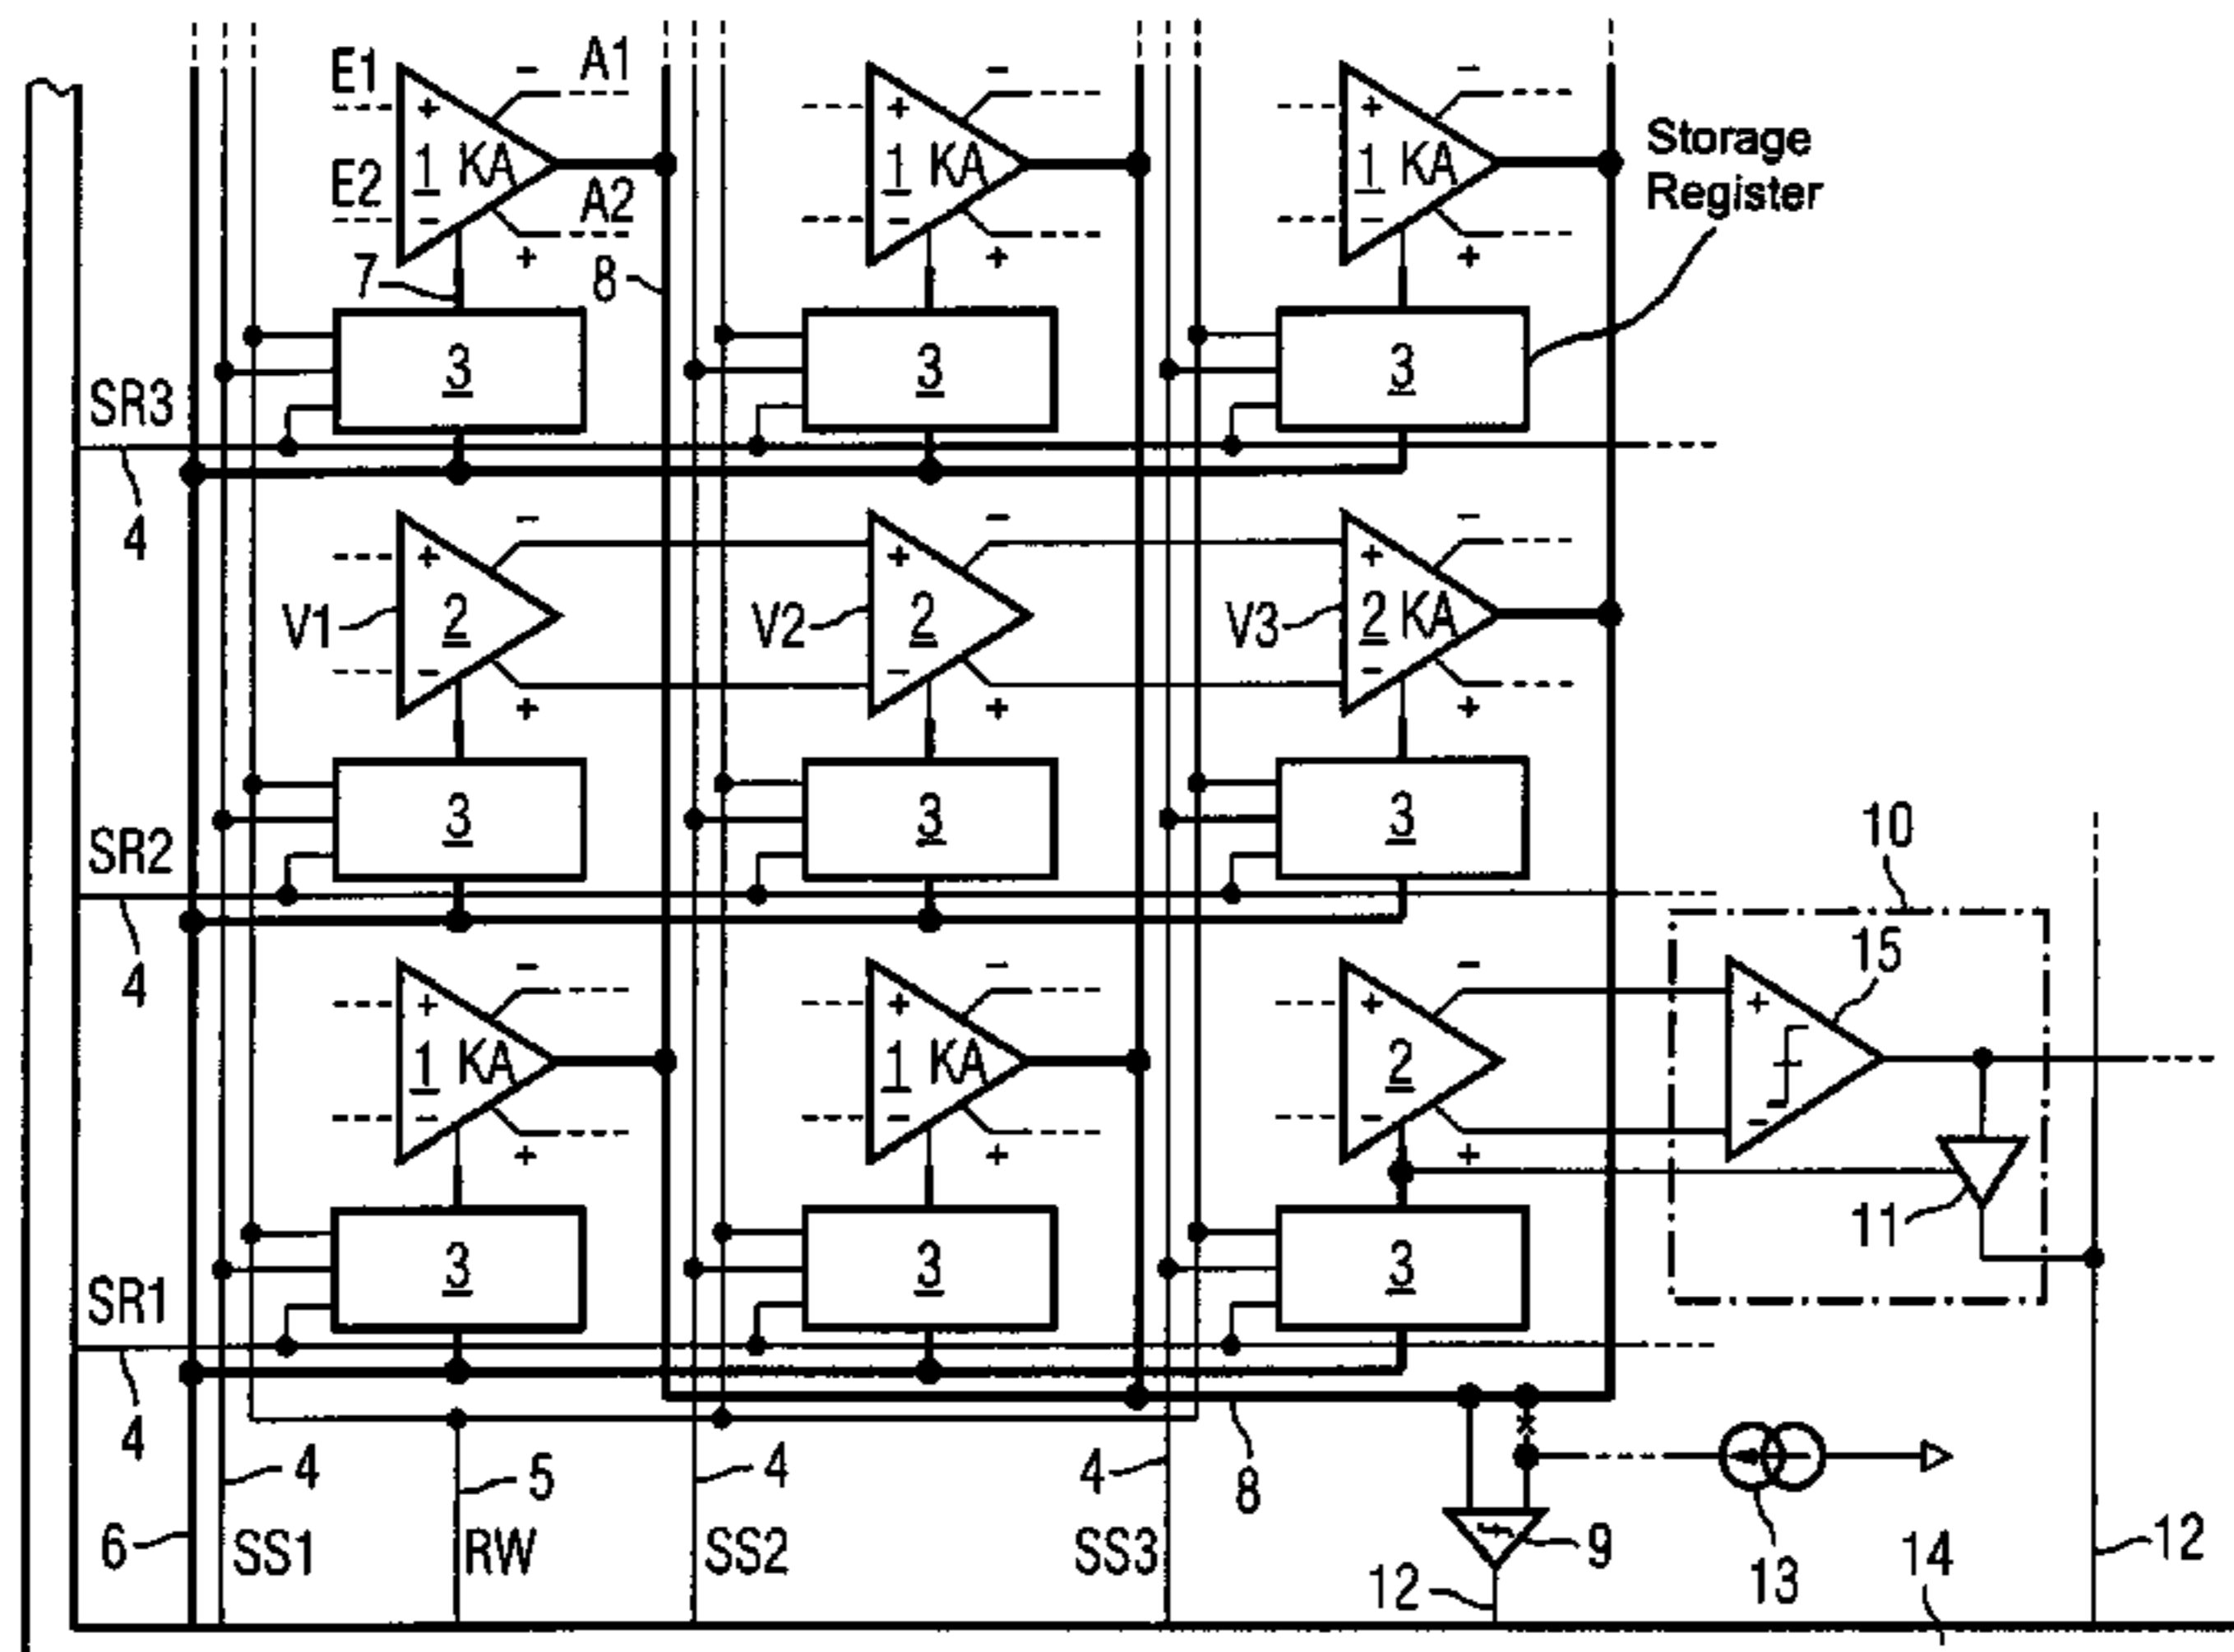 E1 - A1 - -
+ + + Storage
1 KA 1 KA 1 KA Register
E2 - A2 - -
7 + 8 + +
3 3 3
SR3
4
- - -
+ + +
V1 2 V2 2 V3 2 KA
- - -
+ + +
3 3 3
10
SR2
4
- - - 15
+ + + +
1 KA 1 KA 2
- - - -
+ + +
3 3 3 11
SR1
4
4 5 4 4 8
6 SS1 RW SS2 SS3 9 13 14 12
12